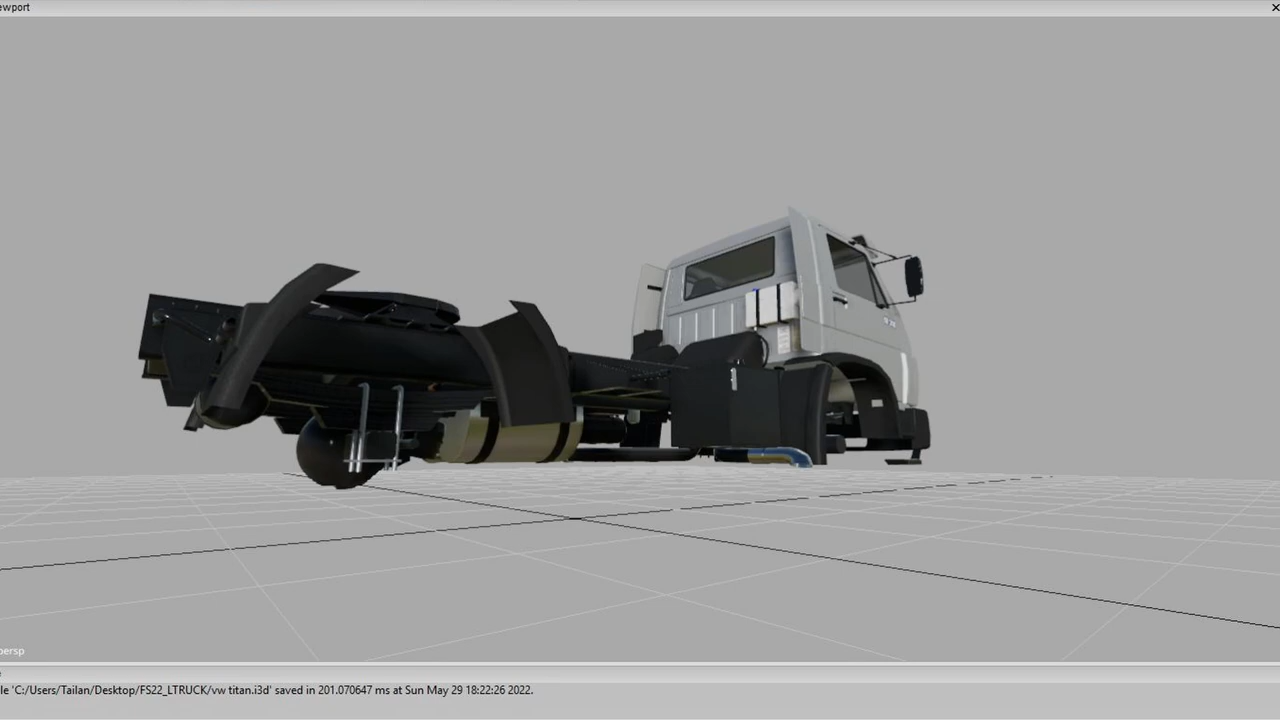 ewport
persp
le 'C:/Users/Tailan/Desktop/FS22_LTRUCK/vw titan.i3d' saved in 201.070647 ms at Sun May 29 18:22:26 2022.